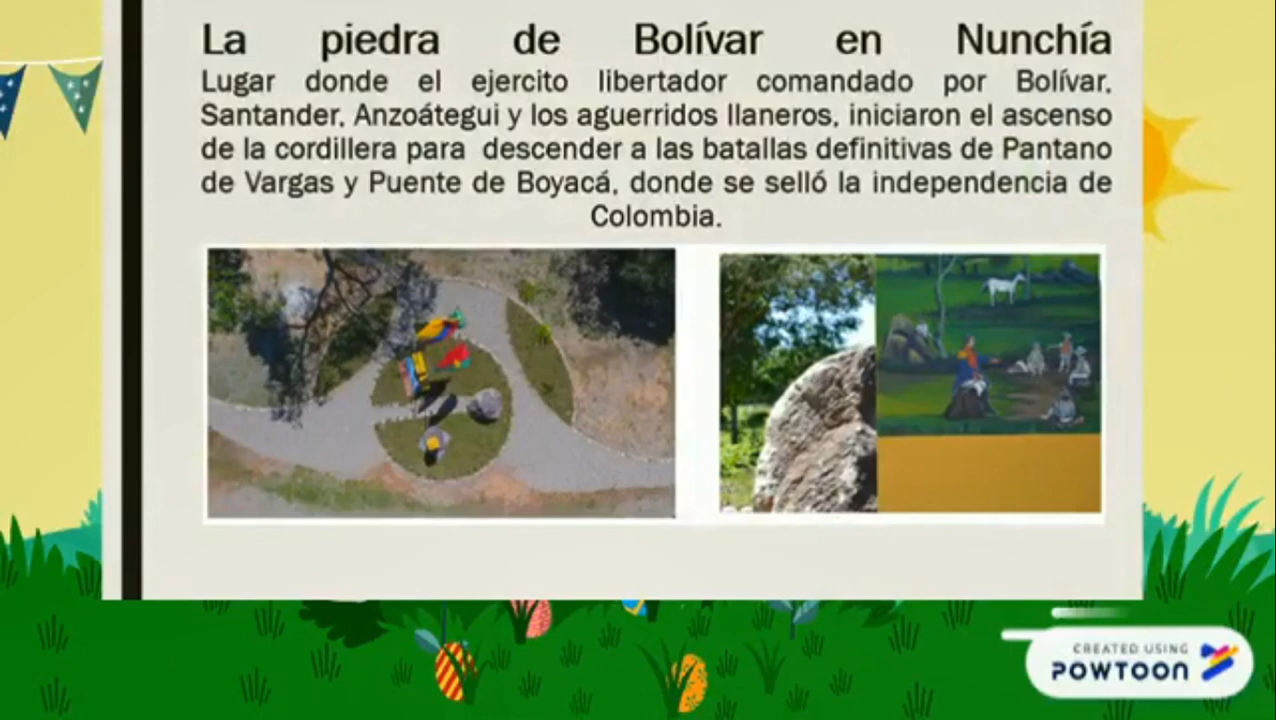 La piedra de Bolívar en Nunchía
Lugar donde el ejercito libertador comandado por Bolívar,
Santander, Anzoátegui y los aguerridos llaneros, iniciaron el ascenso
de la cordillera para descender a las batallas definitivas de Pantano
de Vargas y Puente de Boyacá, donde se selló la independencia de
Colombia.
CREATED USING
POWTOON